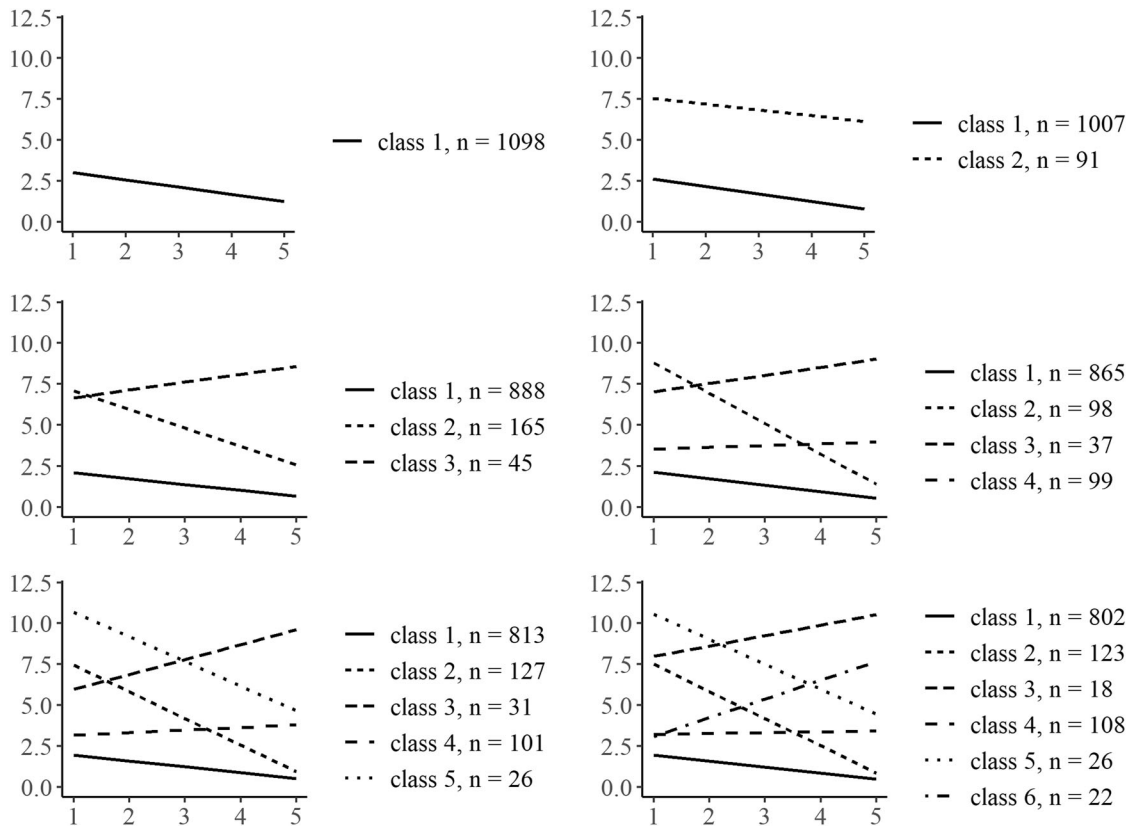 12.5
10.0
7.5
5.0
2.5
0.0
1 2 3 4 5
class 1, n = 1098
12.5
10.0
7.5
5.0
2.5
0.0
1 2 3 4 5
class 1, n = 1007
class 2, n = 91
12.5
10.0
7.5
5.0
2.5
0.0
1 2 3 4 5
class 1, n = 888
class 2, n = 165
class 3, n = 45
12.5
10.0
7.5
5.0
2.5
0.0
1 2 3 4 5
class 1, n = 865
class 2, n = 98
class 3, n = 37
class 4, n = 99
12.5
10.0
7.5
5.0
2.5
0.0
1 2 3 4 5
class 1, n = 813
class 2, n = 127
class 3, n = 31
class 4, n = 101
class 5, n = 26
12.5
10.0
7.5
5.0
2.5
0.0
1 2 3 4 5
class 1, n = 802
class 2, n = 123
class 3, n = 18
class 4, n = 108
class 5, n = 26
class 6, n = 22